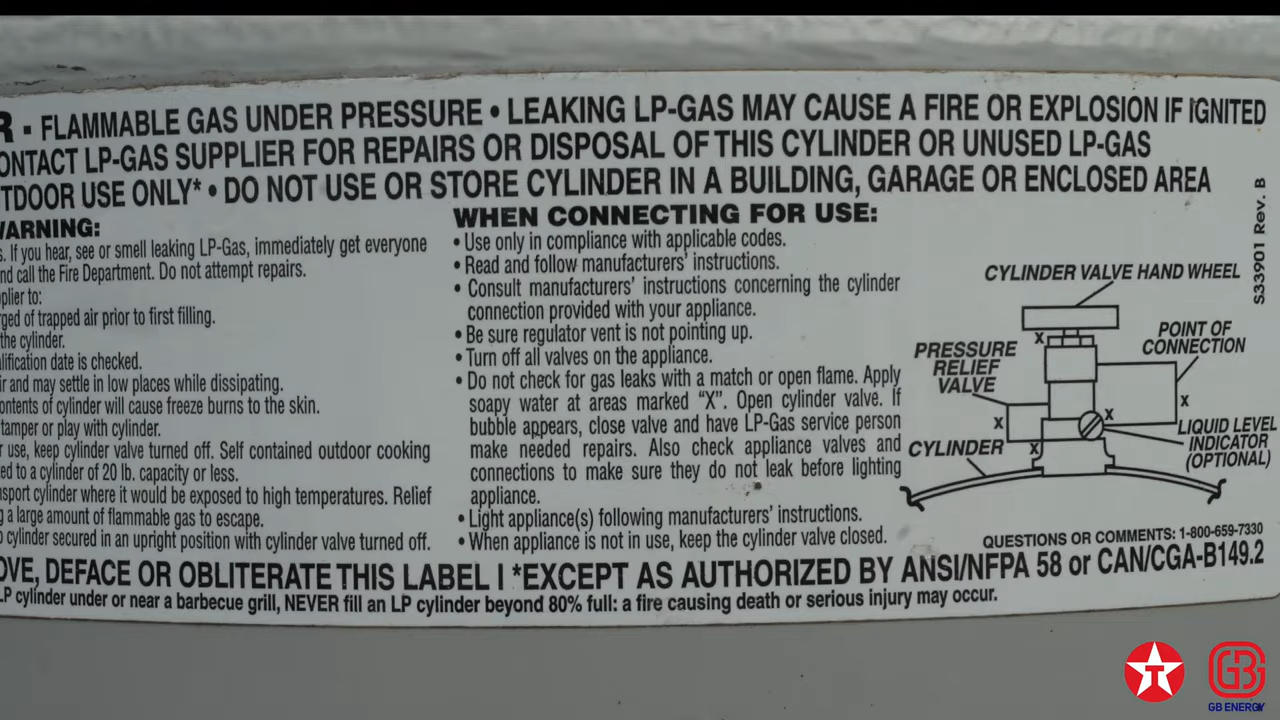 R - FLAMMABLE GAS UNDER PRESSURE • LEAKING LP-GAS MAY CAUSE A FIRE OR EXPLOSION IF IGNITED
ONTACT LP-GAS SUPPLIER FOR REPAIRS OR DISPOSAL OF THIS CYLINDER OR UNUSED LP-GAS
TDOOR USE ONLY* • DO NOT USE OR STORE CYLINDER IN A BUILDING, GARAGE OR ENCLOSED AREA
ARNING:
s. If you hear, see or smell leaking LP-Gas, immediately get everyone
nd call the Fire Department. Do not attempt repairs.
plier to:
rged of trapped air prior to first filling.
the cylinder.
alification date is checked.
ir and may settle in low places while dissipating.
ontents of cylinder will cause freeze burns to the skin.
tamper or play with cylinder.
r use, keep cylinder valve turned off. Self contained outdoor cooking
ed to a cylinder of 20 lb. capacity or less.
sport cylinder where it would be exposed to high temperatures. Relief
g a large amount of flammable gas to escape.
o cylinder secured in an upright position with cylinder valve turned off.
WHEN CONNECTING FOR USE:
• Use only in compliance with applicable codes.
• Read and follow manufacturers' instructions.
• Consult manufacturers' instructions concerning the cylinder
connection provided with your appliance.
• Be sure regulator vent is not pointing up.
• Turn off all valves on the appliance.
• Do not check for gas leaks with a match or open flame. Apply
soapy water at areas marked "X". Open cylinder valve. If
bubble appears, close valve and have LP-Gas service person
make needed repairs. Also check appliance valves and
connections to make sure they do not leak before lighting
appliance.
• Light appliance(s) following manufacturers' instructions.
• When appliance is not in use, keep the cylinder valve closed.
CYLINDER VALVE HAND WHEEL
X
POINT OF
CONNECTION
PRESSURE
RELIEF
VALVE
X
X
X
X
LIQUID LEVEL
INDICATOR
(OPTIONAL)
CYLINDER
S33901 Rev. B
QUESTIONS OR COMMENTS: 1-800-659-7330
OVE, DEFACE OR OBLITERATE THIS LABEL I *EXCEPT AS AUTHORIZED BY ANSI/NFPA 58 or CAN/CGA-B149.2
LP cylinder under or near a barbecue grill, NEVER fill an LP cylinder beyond 80% full: a fire causing death or serious injury may occur.
T
GB
GB ENERGY